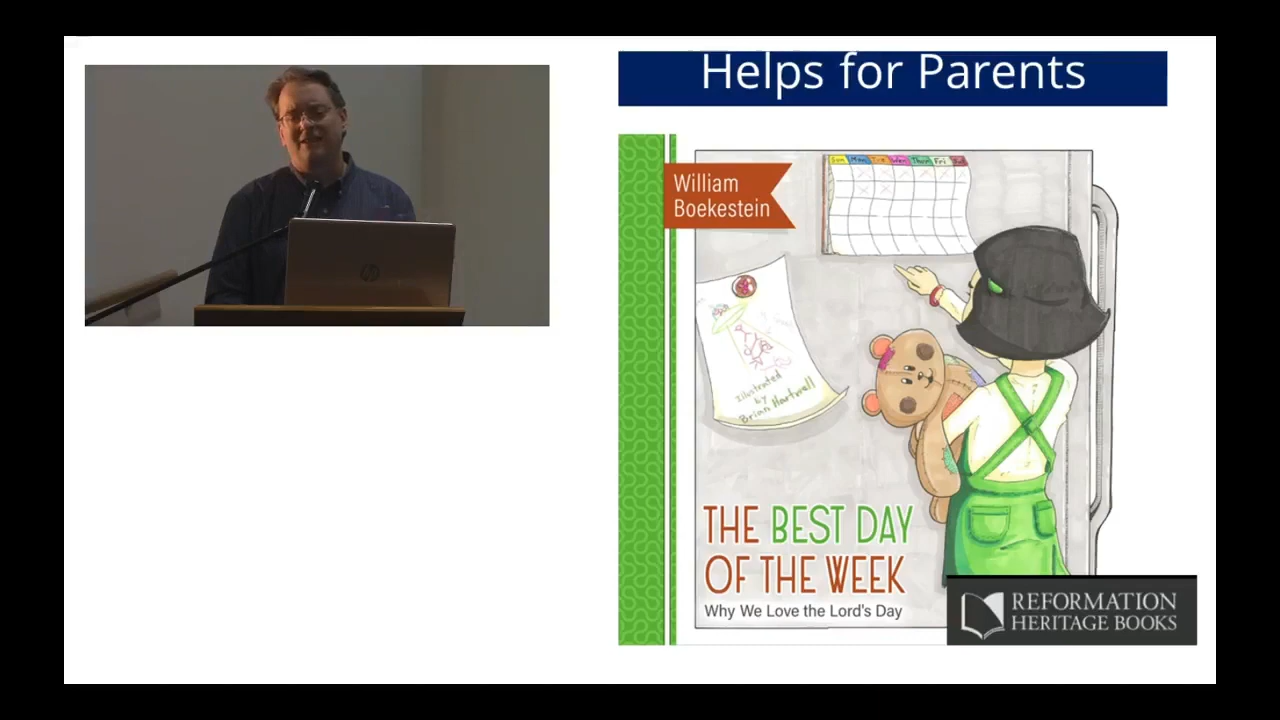 Helps for Parents
William
Boekestein
Sun Mon Tue Wed Thur Fri Sat
Illustrated
by
Brian Hartwell
THE BEST DAY
OF THE WEEK
Why We Love the Lord's Day
REFORMATION
HERITAGE BOOKS
hp